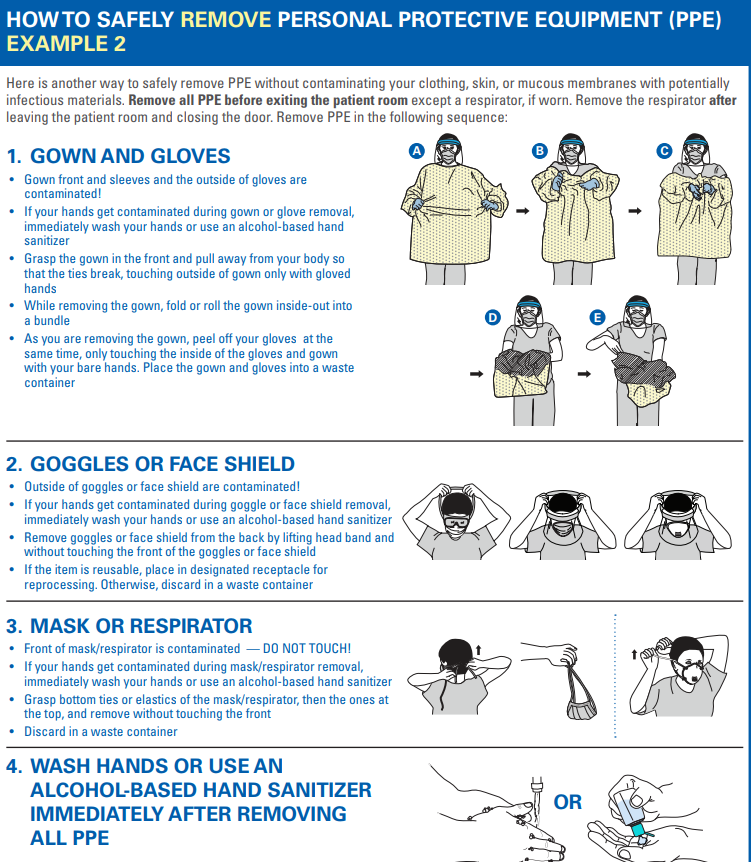 HOW TO SAFELY REMOVE PERSONAL PROTECTIVE EQUIPMENT (PPE)
EXAMPLE 2
Here is another way to safely remove PPE without contaminating your clothing, skin, or mucous membranes with potentially
infectious materials. Remove all PPE before exiting the patient room except a respirator, if worn. Remove the respirator after
leaving the patient room and closing the door. Remove PPE in the following sequence:
1. GOWN AND GLOVES
• Gown front and sleeves and the outside of gloves are
contaminated!
• If your hands get contaminated during gown or glove removal,
immediately wash your hands or use an alcohol-based hand
sanitizer
• Grasp the gown in the front and pull away from your body so
that the ties break, touching outside of gown only with gloved
hands
• While removing the gown, fold or roll the gown inside-out into
a bundle
• As you are removing the gown, peel off your gloves at the
same time, only touching the inside of the gloves and gown
with your bare hands. Place the gown and gloves into a waste
container
A
B
C
D
E
2. GOGGLES OR FACE SHIELD
• Outside of goggles or face shield are contaminated!
• If your hands get contaminated during goggle or face shield removal,
immediately wash your hands or use an alcohol-based hand sanitizer
• Remove goggles or face shield from the back by lifting head band and
without touching the front of the goggles or face shield
• If the item is reusable, place in designated receptacle for
reprocessing. Otherwise, discard in a waste container
3. MASK OR RESPIRATOR
• Front of mask/respirator is contaminated — DO NOT TOUCH!
• If your hands get contaminated during mask/respirator removal,
immediately wash your hands or use an alcohol-based hand sanitizer
• Grasp bottom ties or elastics of the mask/respirator, then the ones at
the top, and remove without touching the front
• Discard in a waste container
4. WASH HANDS OR USE AN
ALCOHOL-BASED HAND SANITIZER
IMMEDIATELY AFTER REMOVING
ALL PPE
OR